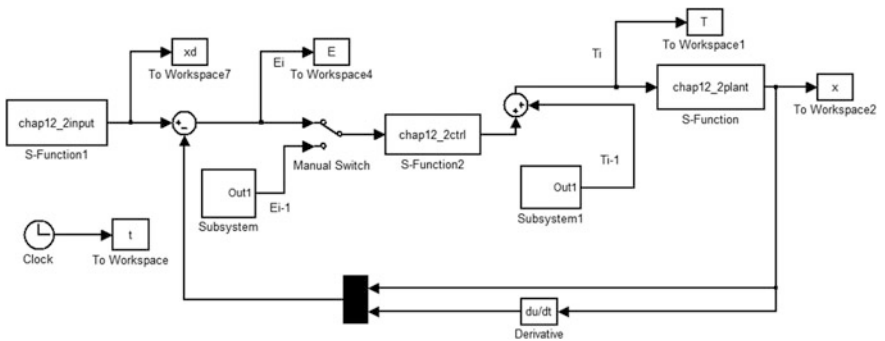 xd
To Workspace7
Ei
E
To Workspace4
Ti
T
To Workspace1
chap12_2input
S-Function1
+
−
Manual Switch
chap12_2ctrl
S-Function2
+
+
chap12_2plant
S-Function
x
To Workspace2
Out1
Subsystem
Ei-1
Out1
Subsystem1
Ti-1
Clock
t
To Workspace
du/dt
Derivative